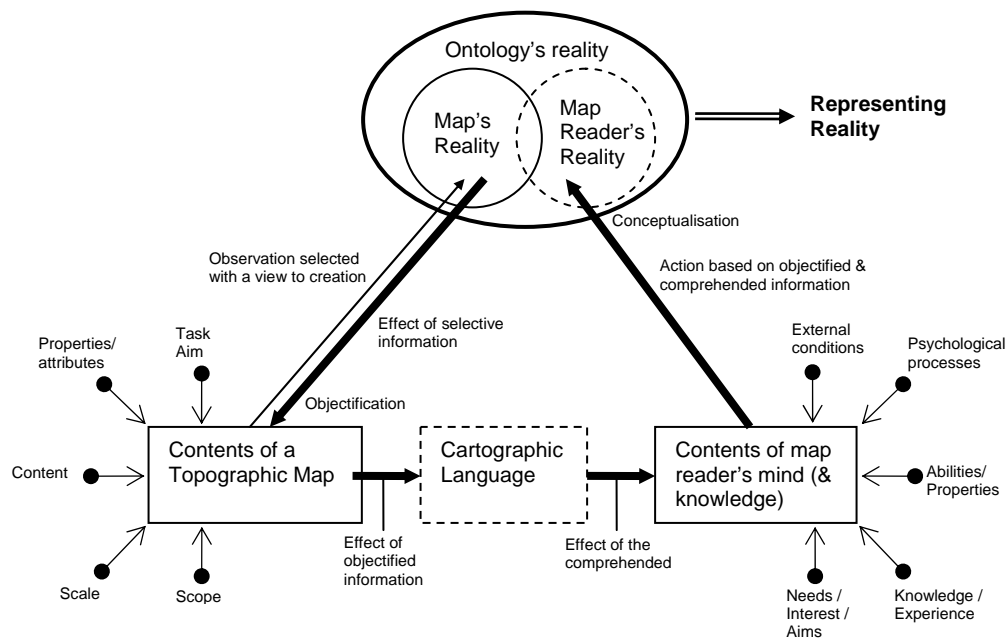 Ontology's reality
Map's
Reality
Map
Reader's
Reality
Representing
Reality
Conceptualisation
Observation selected
with a view to creation
Action based on objectified &
comprehended information
Effect of selective
information
Objectification
Properties/
attributes
Task
Aim
External
conditions
Psychological
processes
Content
Contents of a
Topographic Map
Cartographic
Language
Contents of map
reader's mind (&
knowledge)
Abilities/
Properties
Effect of
objectified
information
Effect of the
comprehended
Scale
Scope
Needs /
Interest /
Aims
Knowledge /
Experience